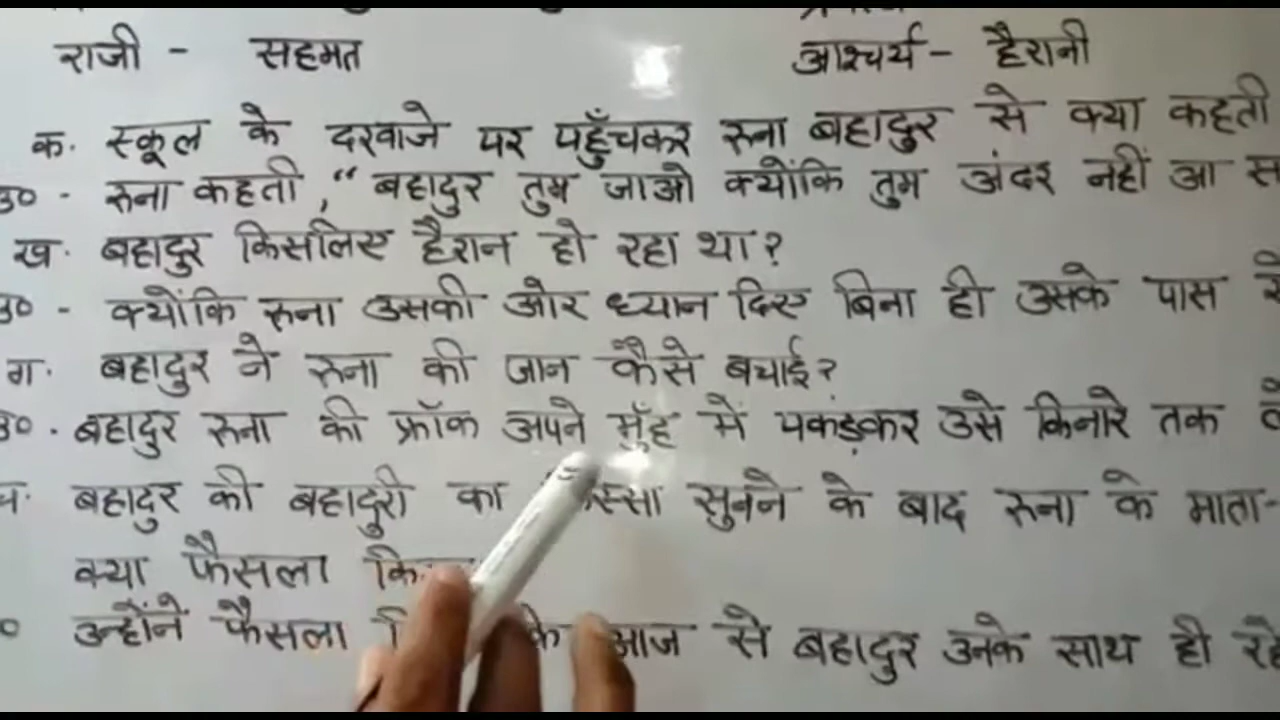 राजी - सहमत आश्चर्य - हैरानी
क. स्कूल के दरवाजे पर पहुँचकर रुना बहादुर से क्या कहती
उ० - रुना कहती, “बहादुर तुम जाओ क्योंकि तुम अंदर नहीं आ
ख. बहादुर किसलिए हैरान हो रहा था?
उ० - क्योंकि रुना उसकी ओर ध्यान दिए बिना ही उसके पास
ग. बहादुर ने रुना की जान कैसे बचाई?
उ०. बहादुर रुना की फ्रॉक अपने मुँह में पकड़कर उसे किनारे तक
बहादुर की बहादुरी का सुनने के बाद रुना के माता-
क्या फैसला
उन्होंने फैसला आज से बहादुर उनके साथ ही